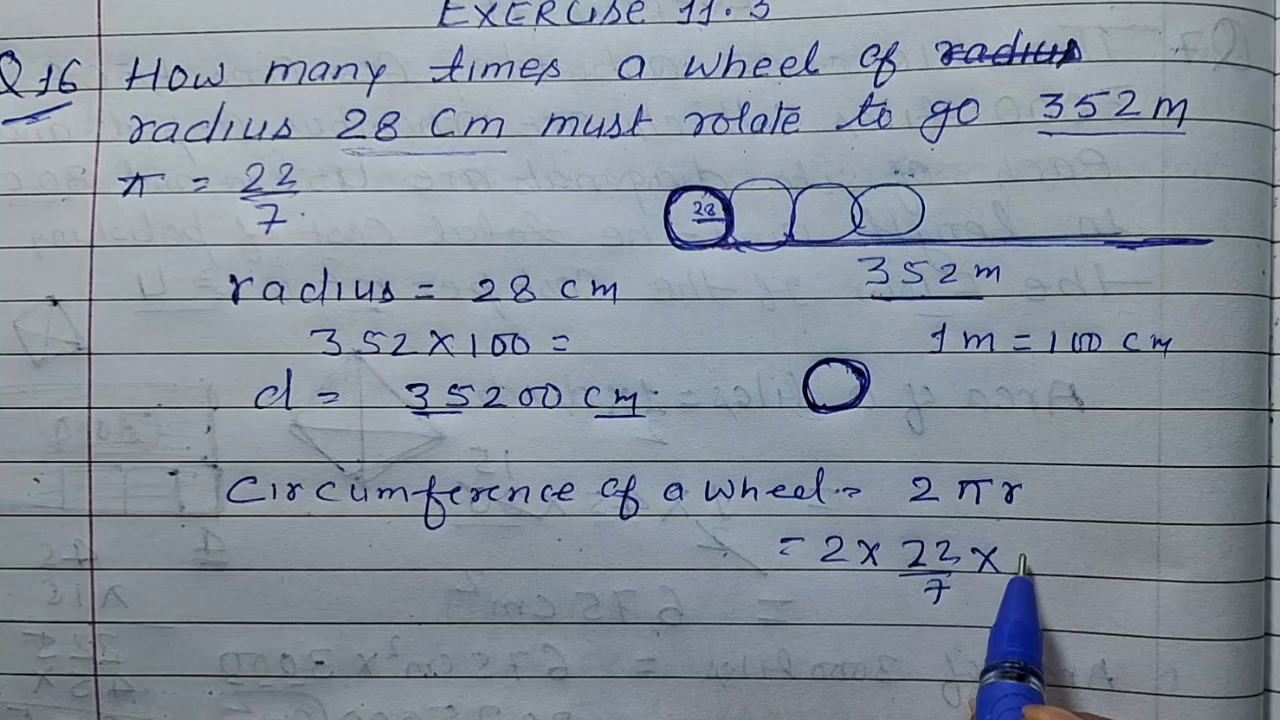 EXERCISE 11.3
Q 16 How many times a wheel of radius
radius 28 cm must rotate to go 352 m
π = 22/7.
28
radius = 28 cm
352 m
352 × 100 =
1 m = 100 cm
d = 35200 cm.
Circumference of a wheel = 2πr
= 2 × 22/7 ×